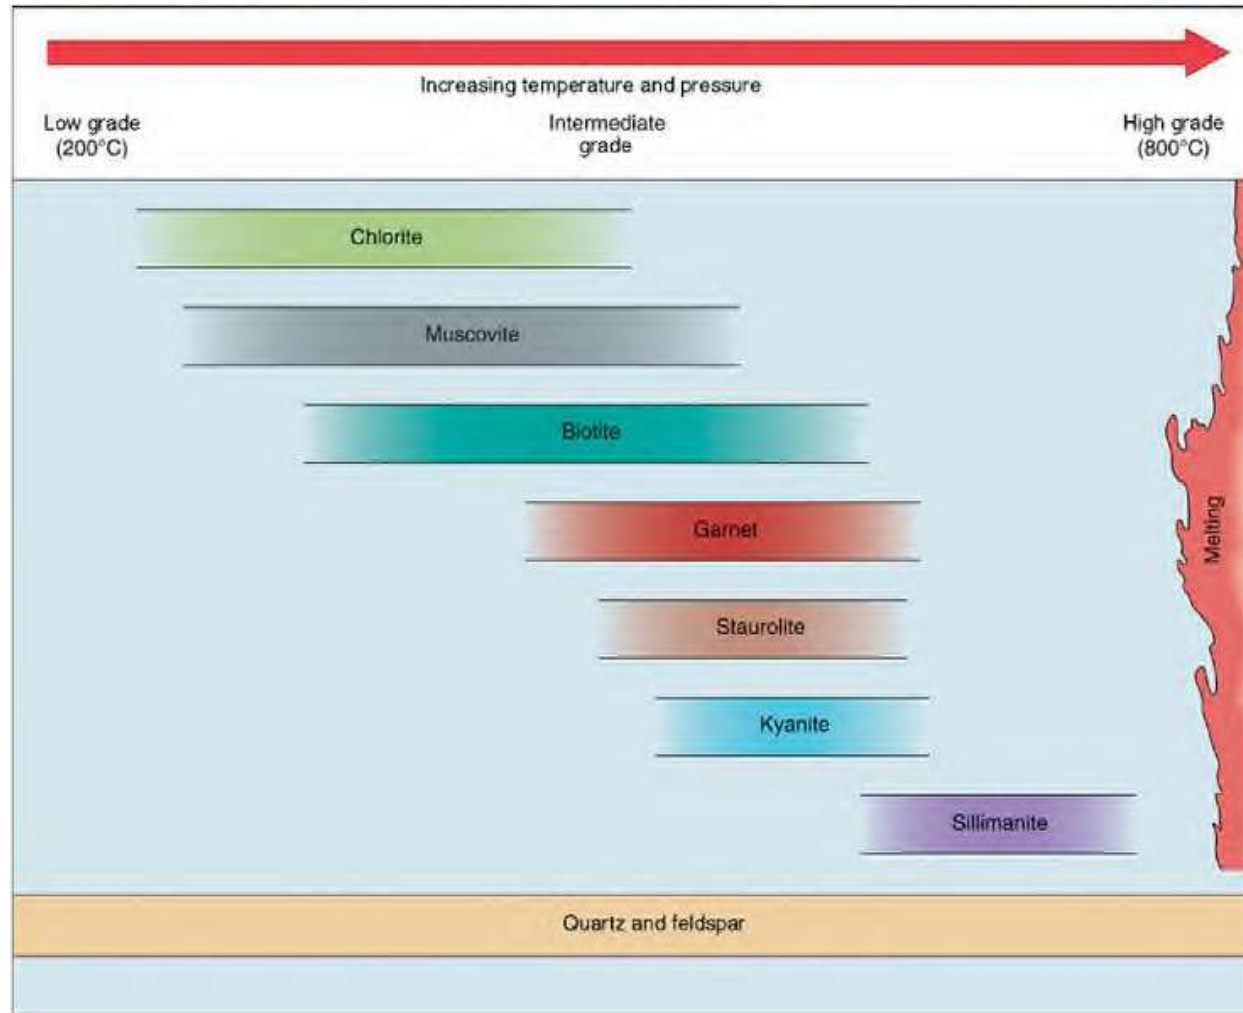 Increasing temperature and pressure
Low grade
(200°C)
Intermediate
grade
High grade
(800°C)
Chlorite
Muscovite
Biotite
Garnet
Melting
Staurolite
Kyanite
Sillimanite
Quartz and feldspar